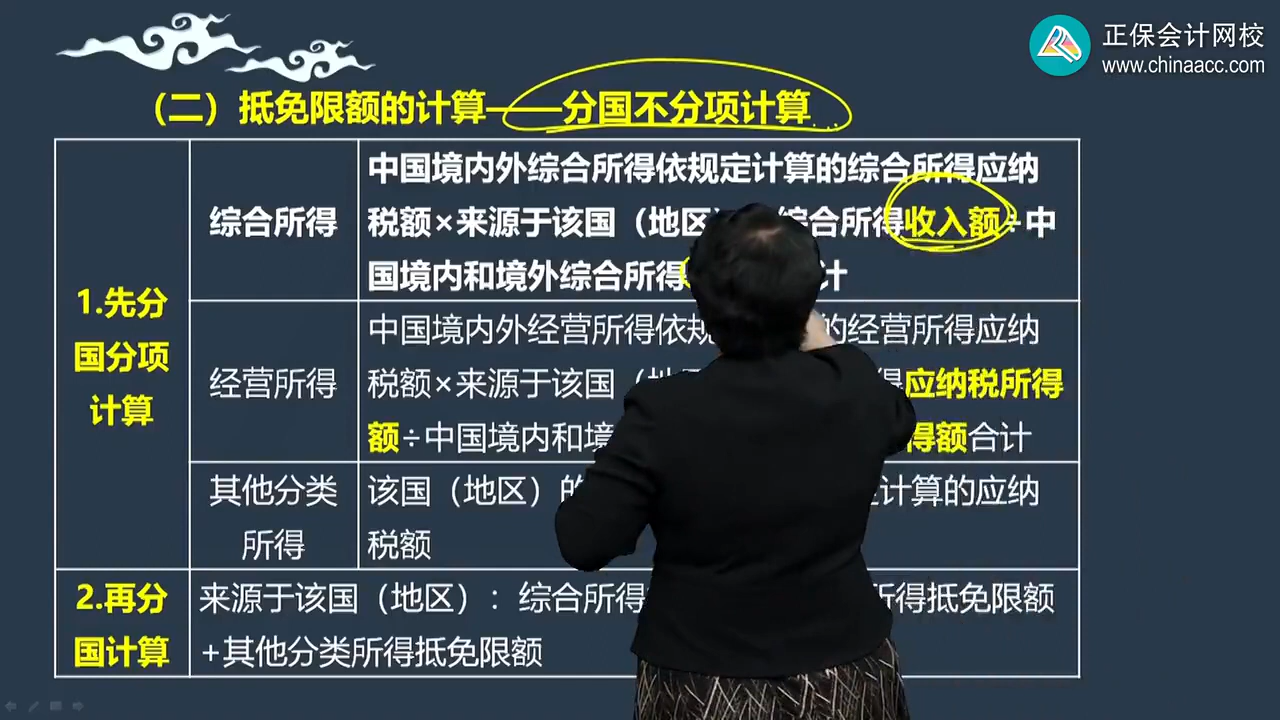 正保会计网校
www.chinaacc.com
（二）抵免限额的计算——分国不分项计算
1.先分
国分项
计算
综合所得
中国境内外综合所得依规定计算的综合所得应纳
税额×来源于该国（地区 综合所得收入额÷中
国境内和境外综合所得 计
经营所得
中国境内外经营所得依规 的经营所得应纳
税额×来源于该国（ 得应纳税所得
额÷中国境内和境 得额合计
其他分类
所得
该国（地区）的 计算的应纳
税额
2.再分
国计算
来源于该国（地区）：综合所得 所得抵免限额
+其他分类所得抵免限额